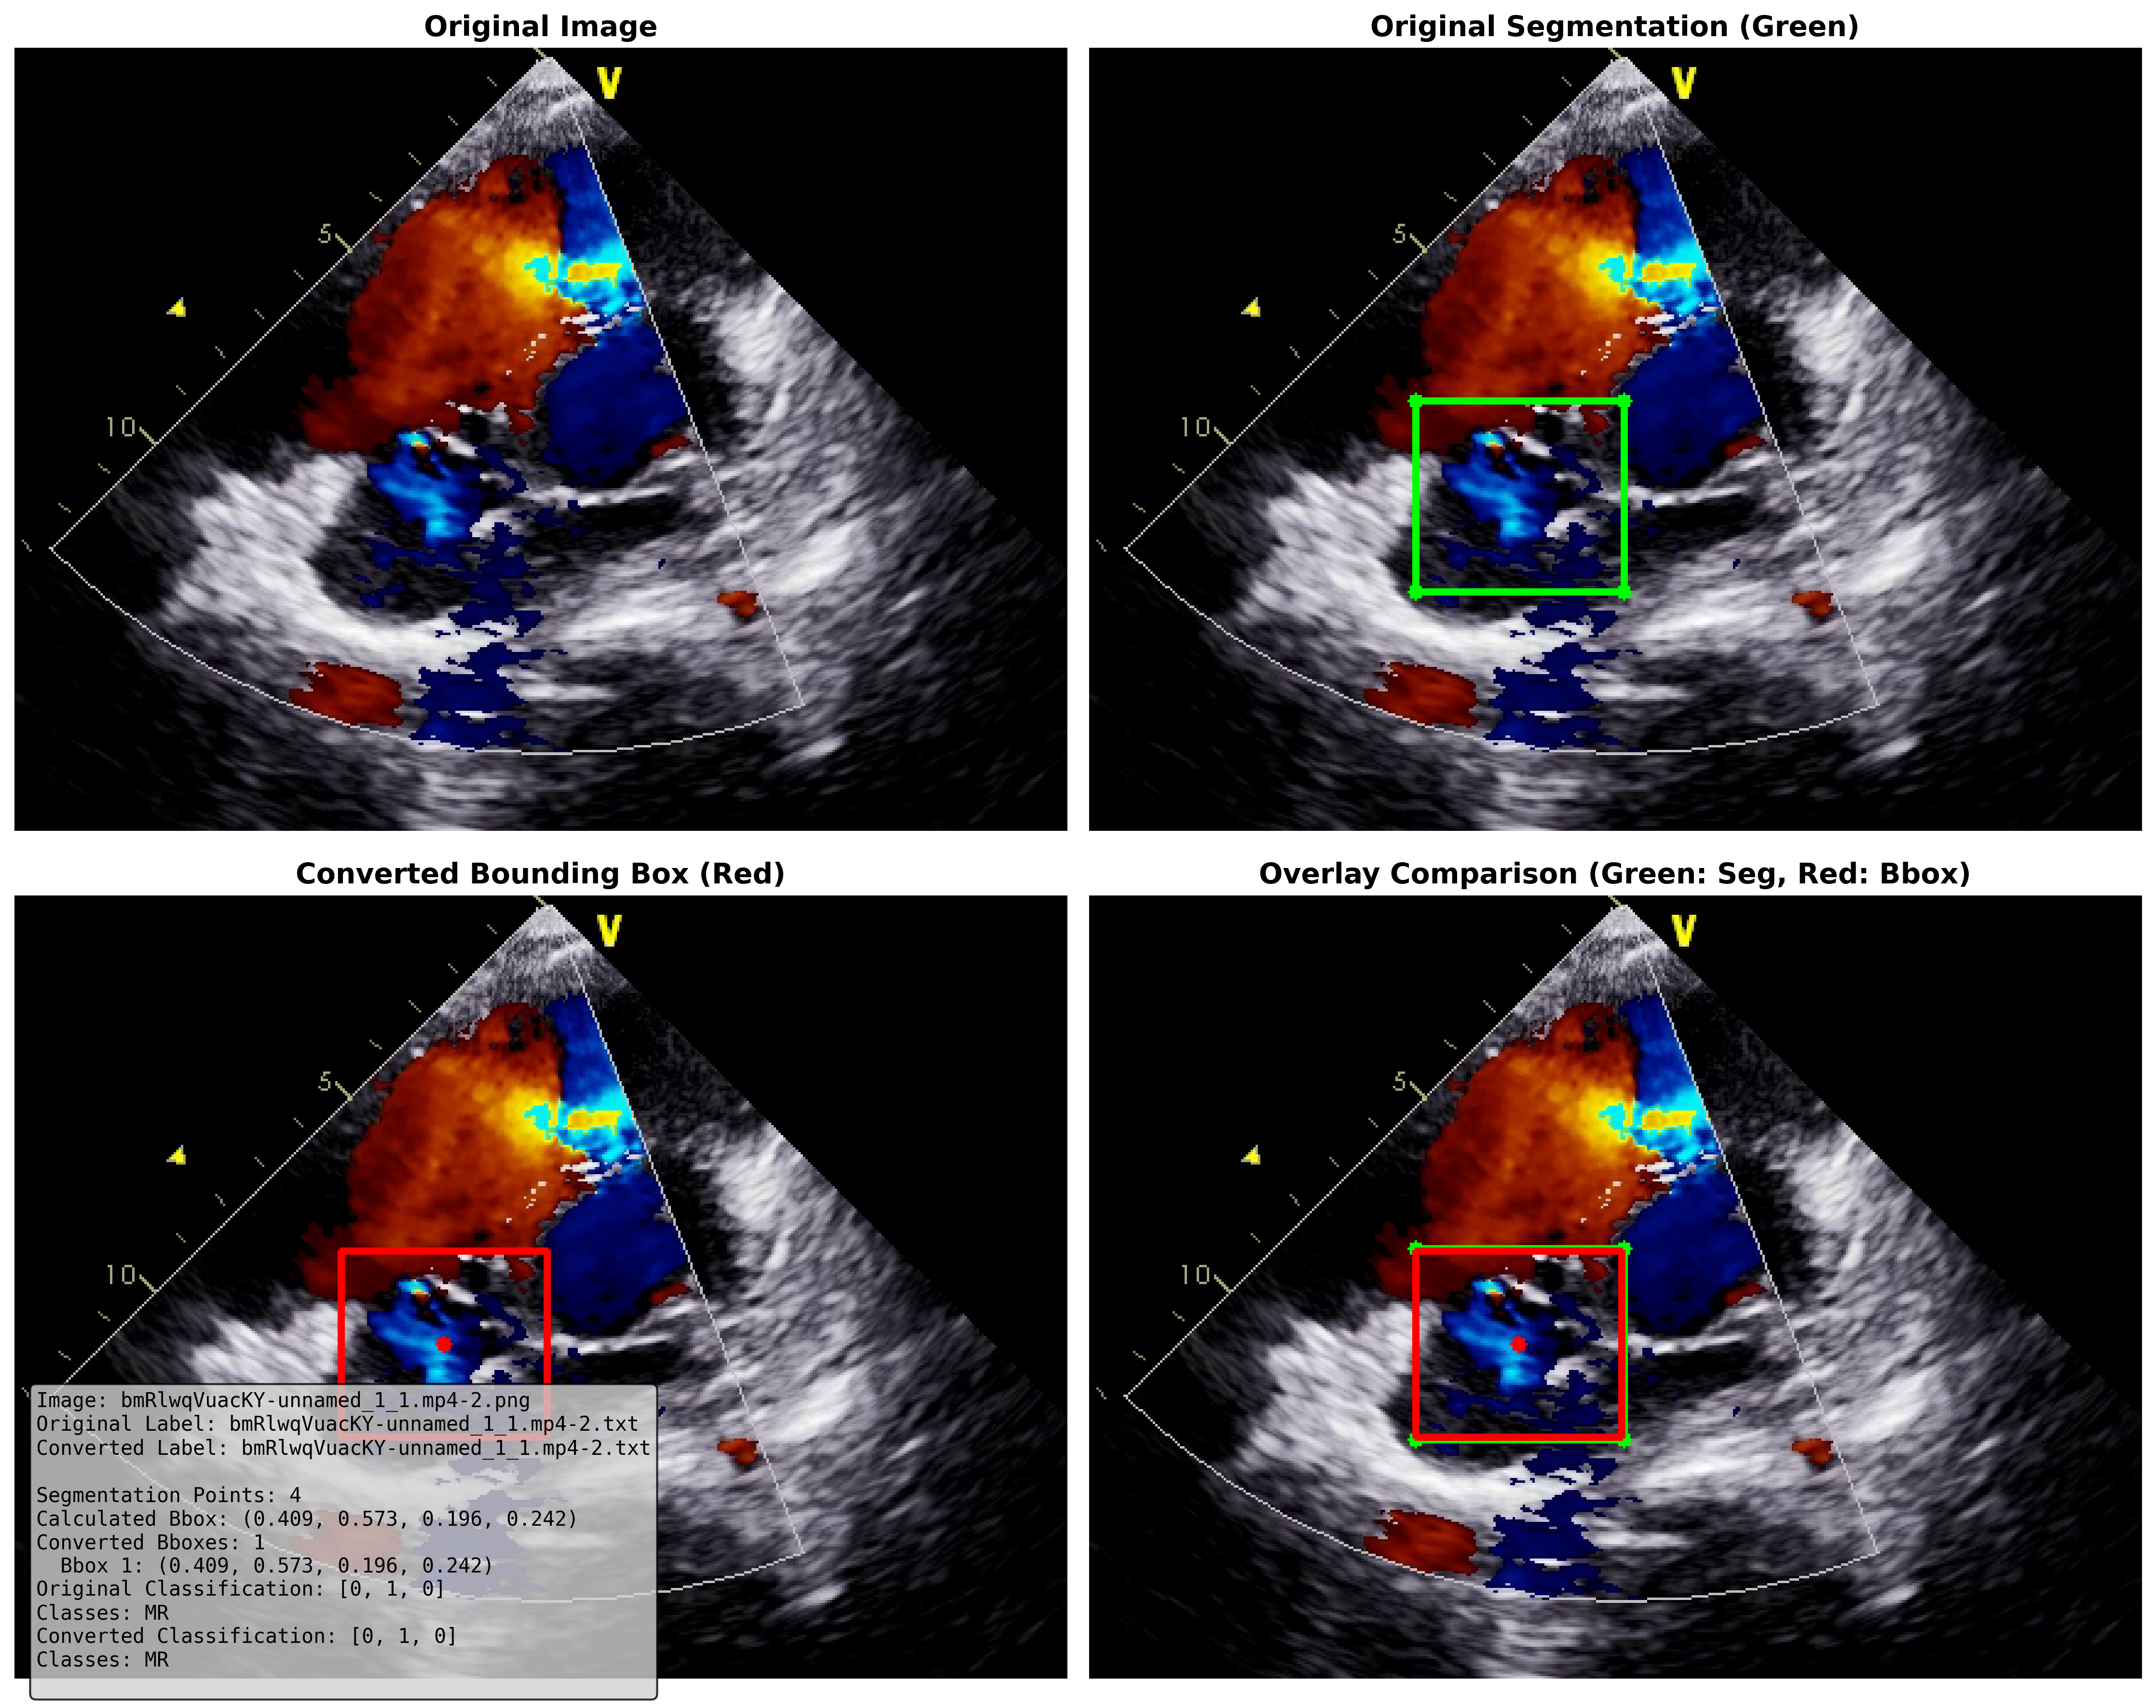 Original Image
Original Segmentation (Green)
V
5
10
V
5
10
Converted Bounding Box (Red)
Overlay Comparison (Green: Seg, Red: Bbox)
V
5
10
V
5
10
Image: bmRlwqVuacKY-unnamed_1_1.mp4-2.png
Original Label: bmRlwqVuacKY-unnamed_1_1.mp4-2.txt
Converted Label: bmRlwqVuacKY-unnamed_1_1.mp4-2.txt
Segmentation Points: 4
Calculated Bbox: (0.409, 0.573, 0.196, 0.242)
Converted Bboxes: 1
Bbox 1: (0.409, 0.573, 0.196, 0.242)
Original Classification: [0, 1, 0]
Classes: MR
Converted Classification: [0, 1, 0]
Classes: MR